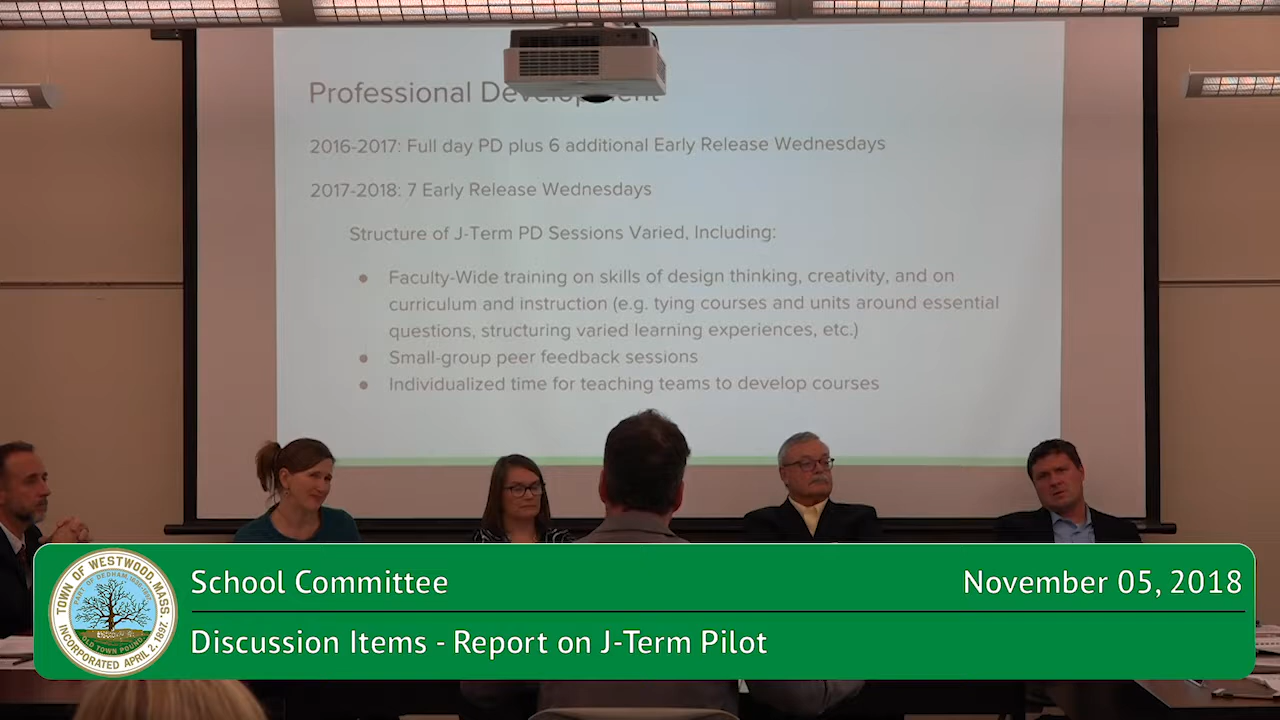 Professional Development
2016-2017: Full day PD plus 6 additional Early Release Wednesdays
2017-2018: 7 Early Release Wednesdays
Structure of J-Term PD Sessions Varied, Including:
● Faculty-Wide training on skills of design thinking, creativity, and on
curriculum and instruction (e.g. tying courses and units around essential
questions, structuring varied learning experiences, etc.)
● Small-group peer feedback sessions
● Individualized time for teaching teams to develop courses
TOWN OF WESTWOOD, MASS.
INCORPORATED APRIL 2, 1897.
OLD TOWN POUND
School Committee
November 05, 2018
Discussion Items - Report on J-Term Pilot